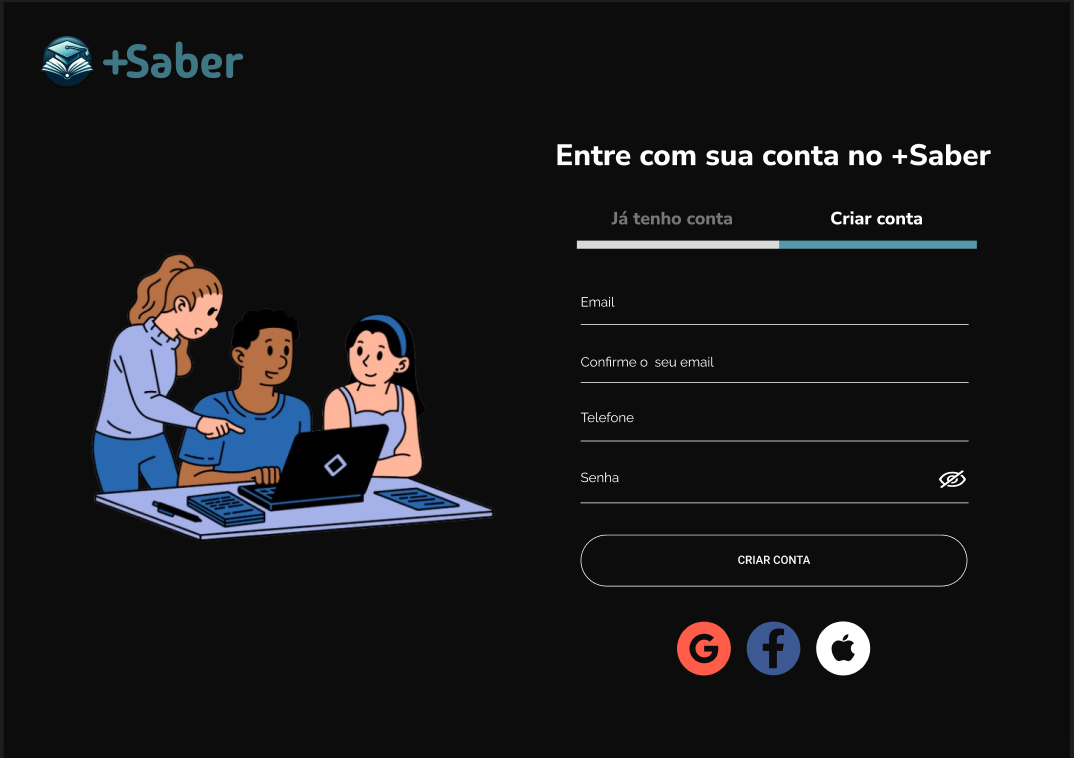 +Saber
Entre com sua conta no +Saber
Já tenho conta
Criar conta
Email
Confirme o  seu email
Telefone
Senha
CRIAR CONTA